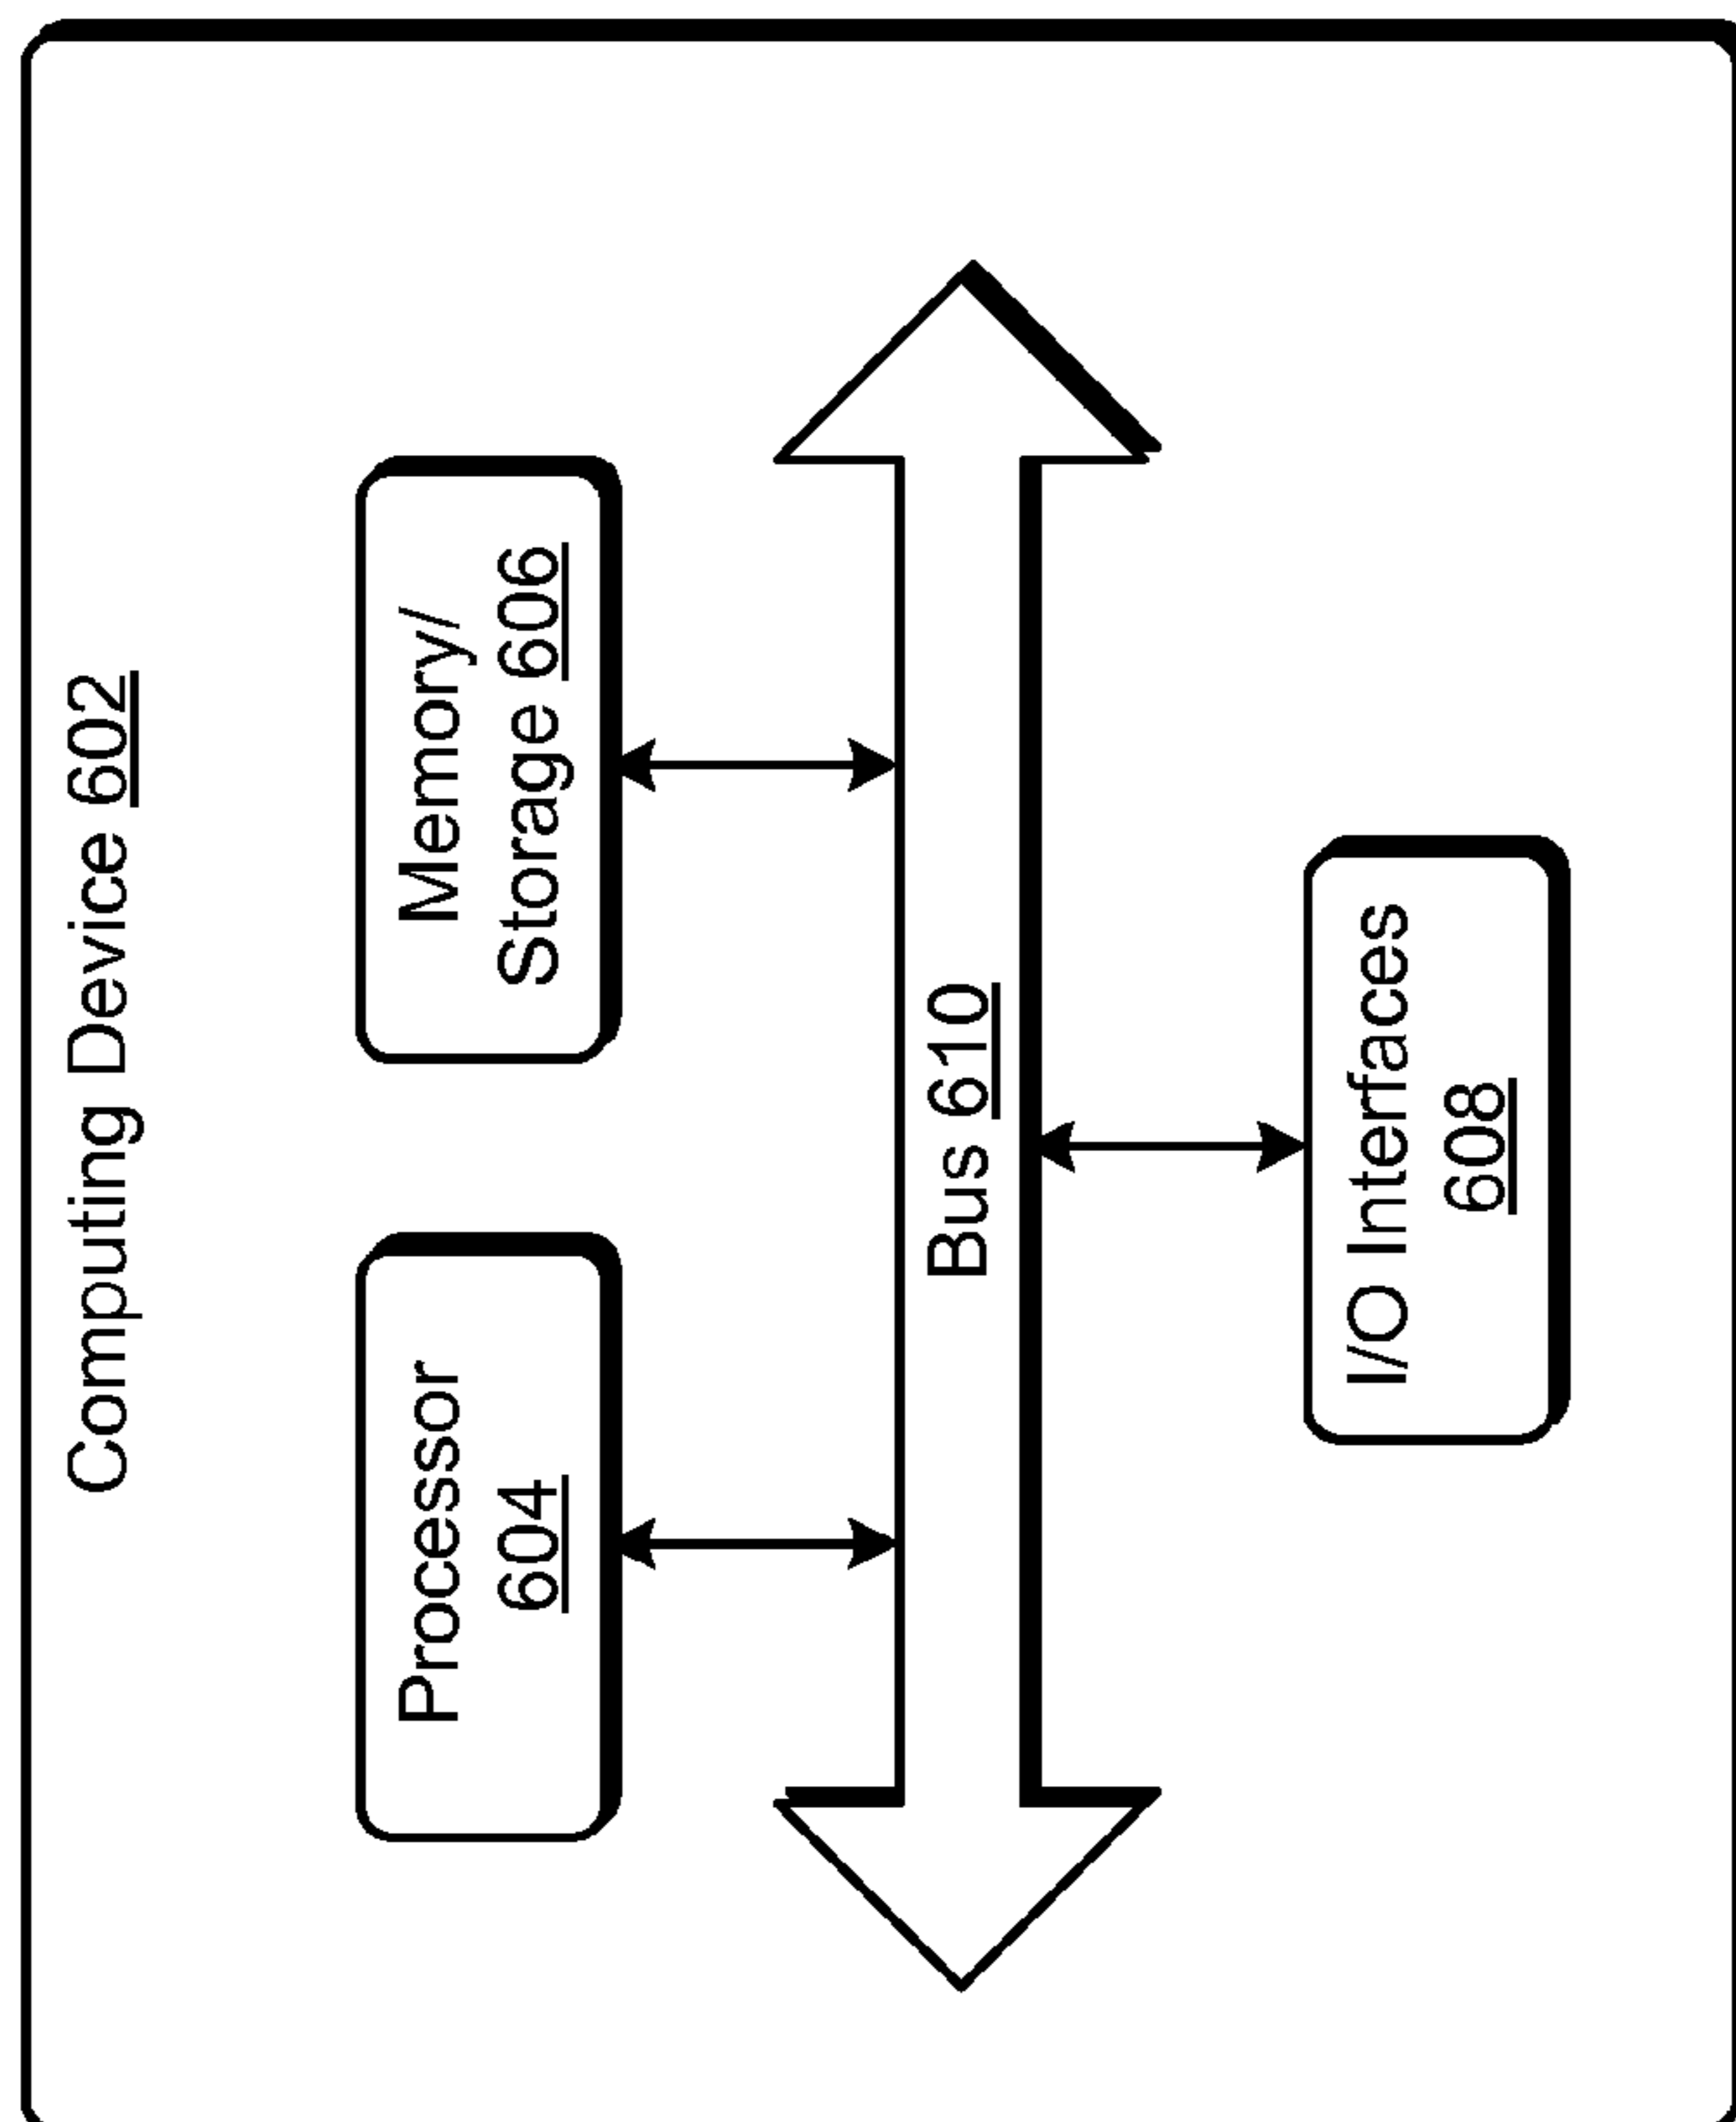 Computing Device 602
Processor
604
Memory/
Storage 606
Bus 610
I/O Interfaces
608